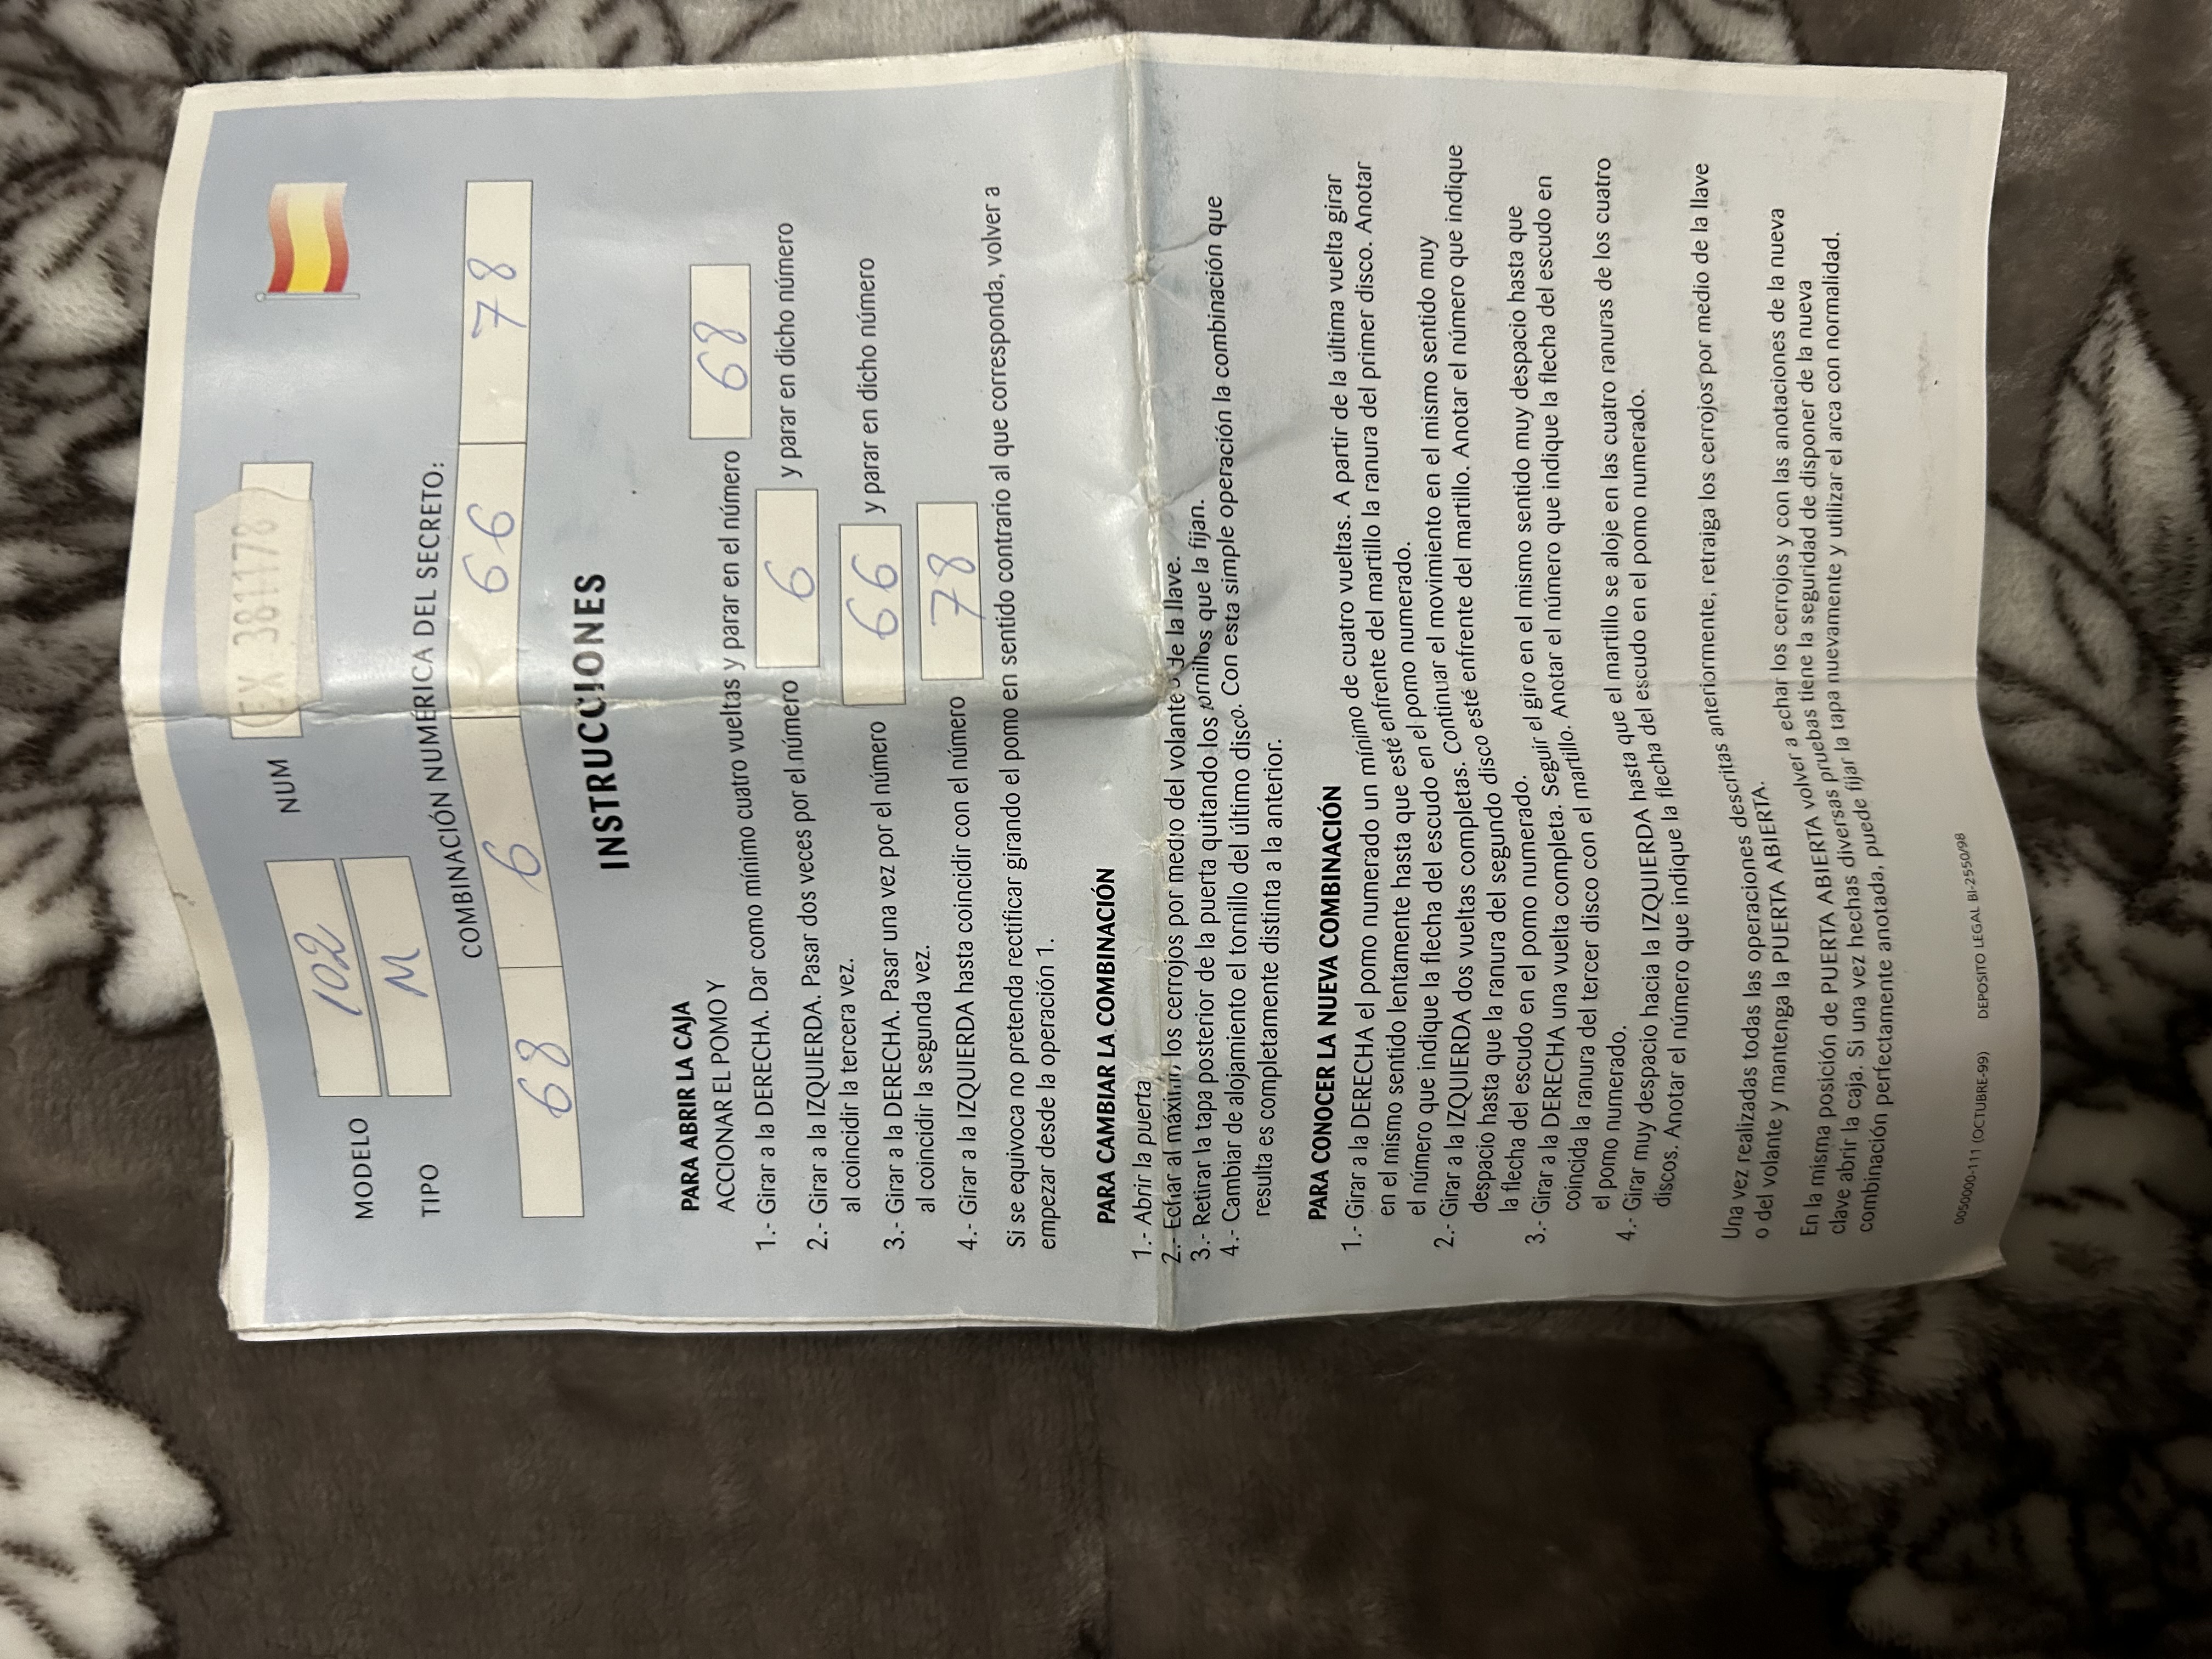 NUM EX 381178
MODELO 102
TIPO M
COMBINACIÓN NUMÉRICA DEL SECRETO:
68 6 66 78
INSTRUCCIONES
PARA ABRIR LA CAJA
ACCIONAR EL POMO Y
1.- Girar a la DERECHA. Dar como mínimo cuatro vueltas y parar en el número 68
2.- Girar a la IZQUIERDA. Pasar dos veces por el número 6 y parar en dicho número
al coincidir la tercera vez.
3.- Girar a la DERECHA. Pasar una vez por el número 66 y parar en dicho número
al coincidir la segunda vez.
4.- Girar a la IZQUIERDA hasta coincidir con el número 78
Si se equivoca no pretenda rectificar girando el pomo en sentido contrario al que corresponda, volver a
empezar desde la operación 1.
PARA CAMBIAR LA COMBINACIÓN
1.- Abrir la puerta
2.- Echar al máximo los cerrojos por medio del volante o de la llave.
3.- Retirar la tapa posterior de la puerta quitando los tornillos que la fijan.
4.- Cambiar de alojamiento el tornillo del último disco. Con esta simple operación la combinación que
resulta es completamente distinta a la anterior.
PARA CONOCER LA NUEVA COMBINACIÓN
1.- Girar a la DERECHA el pomo numerado un mínimo de cuatro vueltas. A partir de la última vuelta girar
en el mismo sentido lentamente hasta que esté enfrente del martillo la ranura del primer disco. Anotar
el número que indique la flecha del escudo en el pomo numerado.
2.- Girar a la IZQUIERDA dos vueltas completas. Continuar el movimiento en el mismo sentido muy
despacio hasta que la ranura del segundo disco esté enfrente del martillo. Anotar el número que indique
la flecha del escudo en el pomo numerado.
3.- Girar a la DERECHA una vuelta completa. Seguir el giro en el mismo sentido muy despacio hasta que
coincida la ranura del tercer disco con el martillo. Anotar el número que indique la flecha del escudo en
el pomo numerado.
4.- Girar muy despacio hacia la IZQUIERDA hasta que el martillo se aloje en las cuatro ranuras de los cuatro
discos. Anotar el número que indique la flecha del escudo en el pomo numerado.
Una vez realizadas todas las operaciones descritas anteriormente, retraiga los cerrojos por medio de la llave
o del volante y mantenga la PUERTA ABIERTA.
En la misma posición de PUERTA ABIERTA volver a echar los cerrojos y con las anotaciones de la nueva
clave abrir la caja. Si una vez hechas diversas pruebas tiene la seguridad de disponer de la nueva
combinación perfectamente anotada, puede fijar la tapa nuevamente y utilizar el arca con normalidad.
0050000-111 (OCTUBRE-99) DEPOSITO LEGAL BI-2550/98